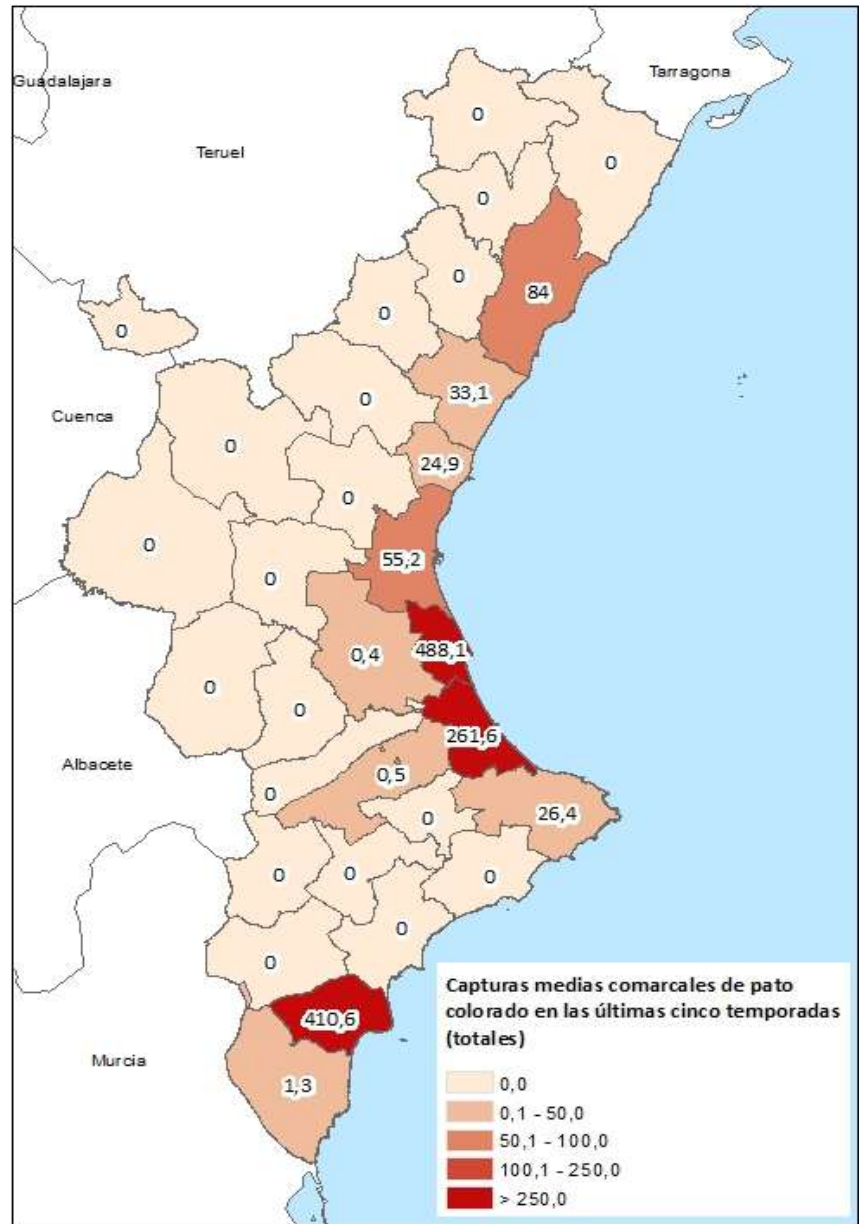 Guadalajara
Tarragona
Teruel
0
0
0
0
84
0
0
33,1
0
Cuenca
0
24,9
0
0
55,2
0
0,4
488,1
0
0
261,6
Albacete
0,5
0
26,4
0
0
0
0
0
0
410,6
Murcia
1,3
Capturas medias comarcales de pato
colorado en las últimas cinco temporadas
(totales)
0,0
0,1 - 50,0
50,1 - 100,0
100,1 - 250,0
> 250,0